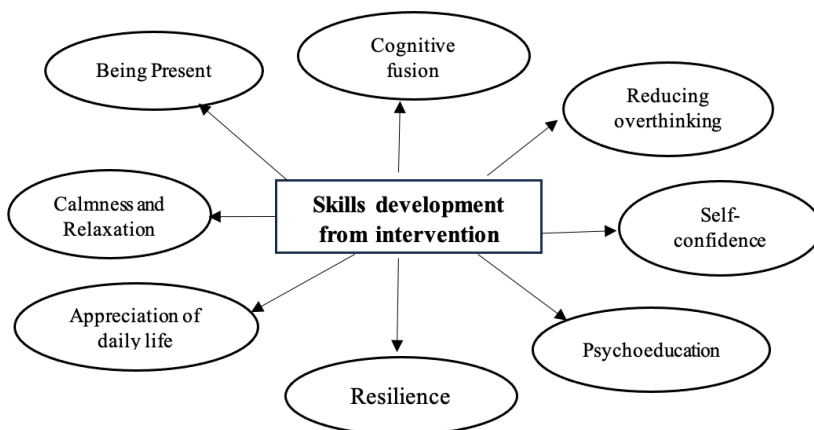 Cognitive
fusion
Being Present
Reducing
overthinking
Calmness and
Relaxation
Skills development
from intervention
Self-
confidence
Appreciation of
daily life
Psychoeducation
Resilience